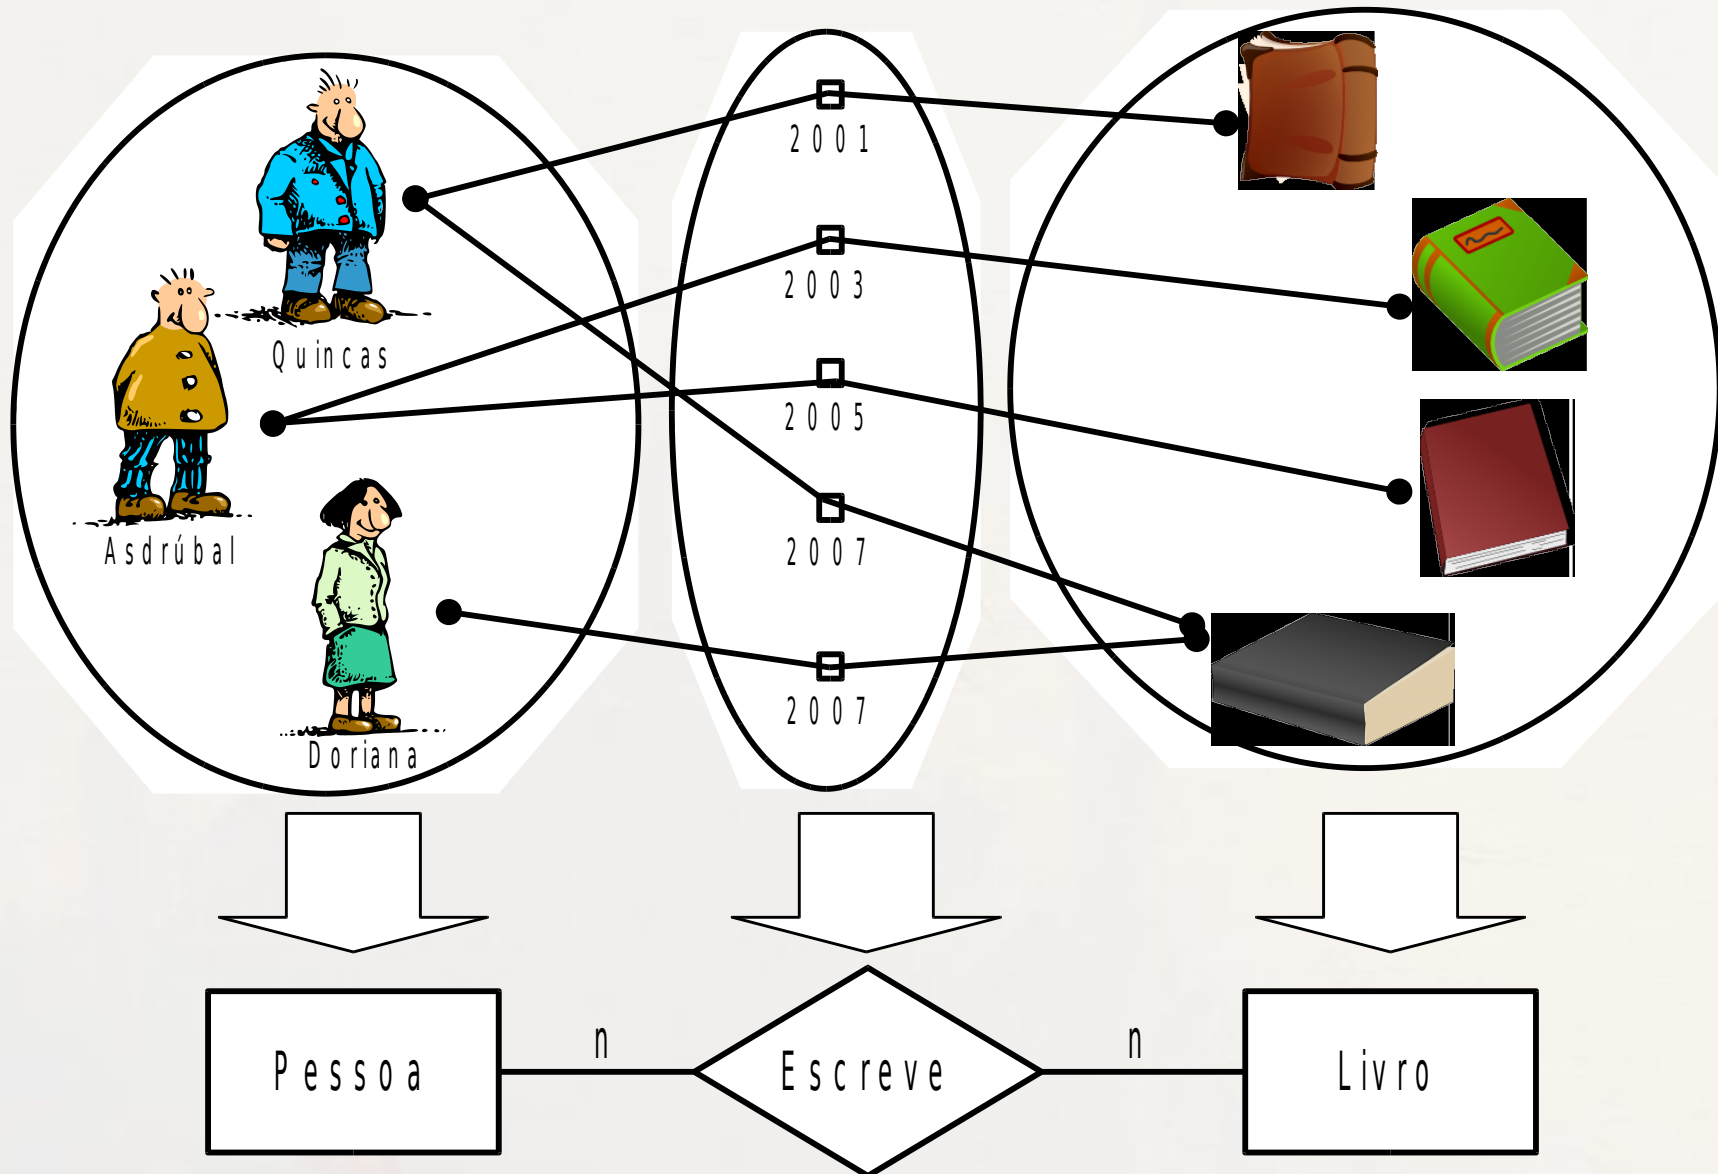 Quincas
Asdrúbal
Doriana
2001
2003
2005
2007
2007
Pessoa
n
Escreve
n
Livro